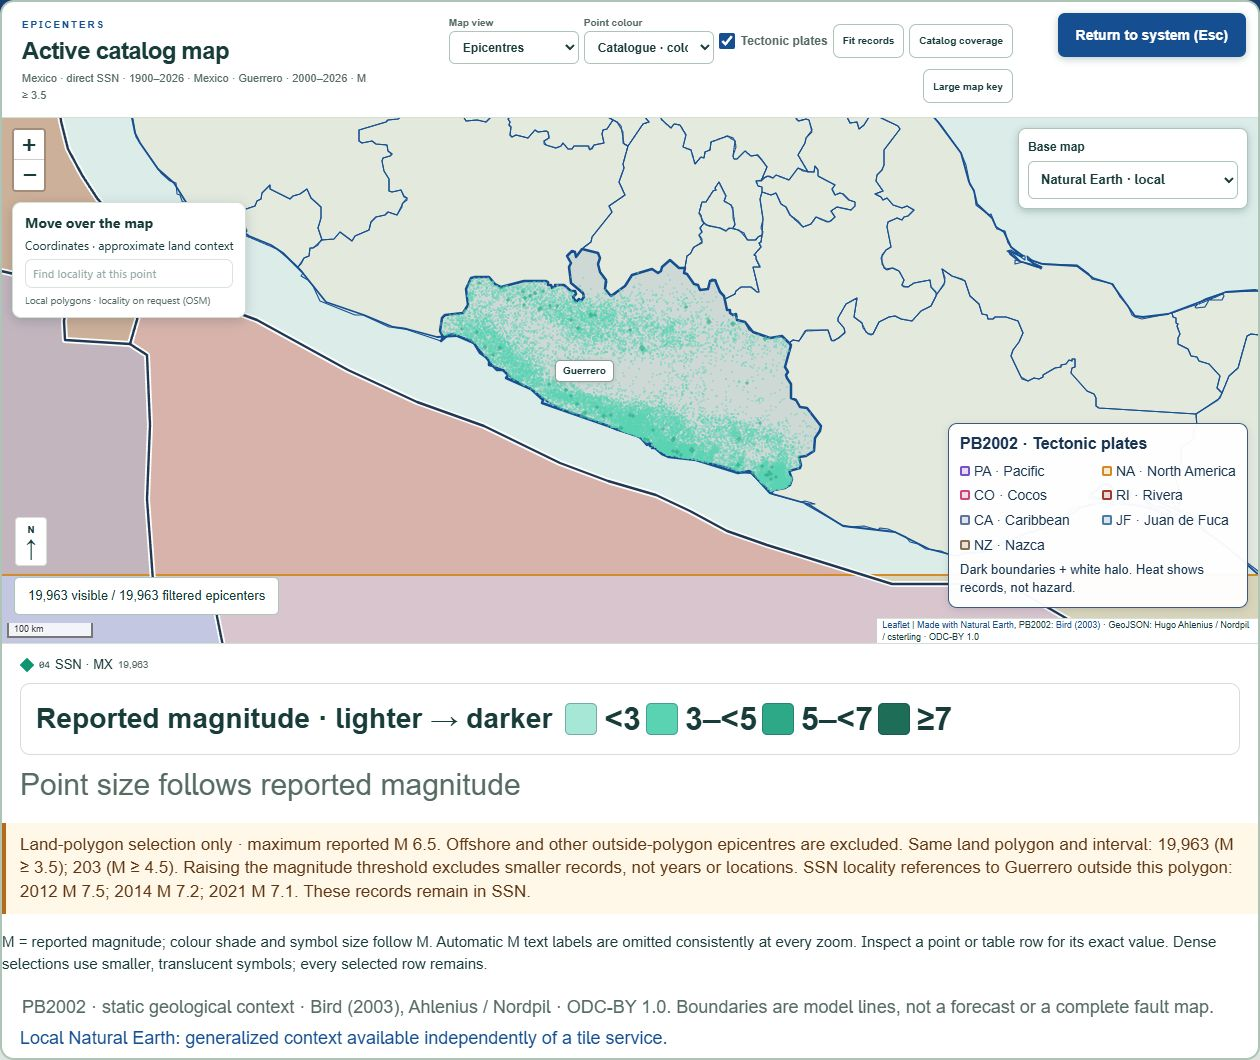 EPICENTERS
Active catalog map
Mexico · direct SSN · 1900–2026 · Mexico · Guerrero · 2000–2026 · M
≥ 3.5
Map view
Epicentres
Point colour
Catalogue · colo
Tectonic plates
Fit records
Catalog coverage
Large map key
Return to system (Esc)
+
−
Move over the map
Coordinates · approximate land context
Find locality at this point
Local polygons · locality on request (OSM)
Base map
Natural Earth · local
Guerrero
PB2002 · Tectonic plates
PA · Pacific
NA · North America
CO · Cocos
RI · Rivera
CA · Caribbean
JF · Juan de Fuca
NZ · Nazca
Dark boundaries + white halo. Heat shows
records, not hazard.
N
↑
19,963 visible / 19,963 filtered epicenters
100 km
Leaflet | Made with Natural Earth, PB2002: Bird (2003) · GeoJSON: Hugo Ahlenius / Nordpil
/ csterling · ODC-BY 1.0
04 SSN · MX 19,963
Reported magnitude · lighter → darker <3 3–<5 5–<7 ≥7
Point size follows reported magnitude
Land-polygon selection only · maximum reported M 6.5. Offshore and other outside-polygon epicentres are excluded. Same land polygon and interval: 19,963 (M
≥ 3.5); 203 (M ≥ 4.5). Raising the magnitude threshold excludes smaller records, not years or locations. SSN locality references to Guerrero outside this polygon:
2012 M 7.5; 2014 M 7.2; 2021 M 7.1. These records remain in SSN.
M = reported magnitude; colour shade and symbol size follow M. Automatic M text labels are omitted consistently at every zoom. Inspect a point or table row for its exact value. Dense
selections use smaller, translucent symbols; every selected row remains.
PB2002 · static geological context · Bird (2003), Ahlenius / Nordpil · ODC-BY 1.0. Boundaries are model lines, not a forecast or a complete fault map.
Local Natural Earth: generalized context available independently of a tile service.